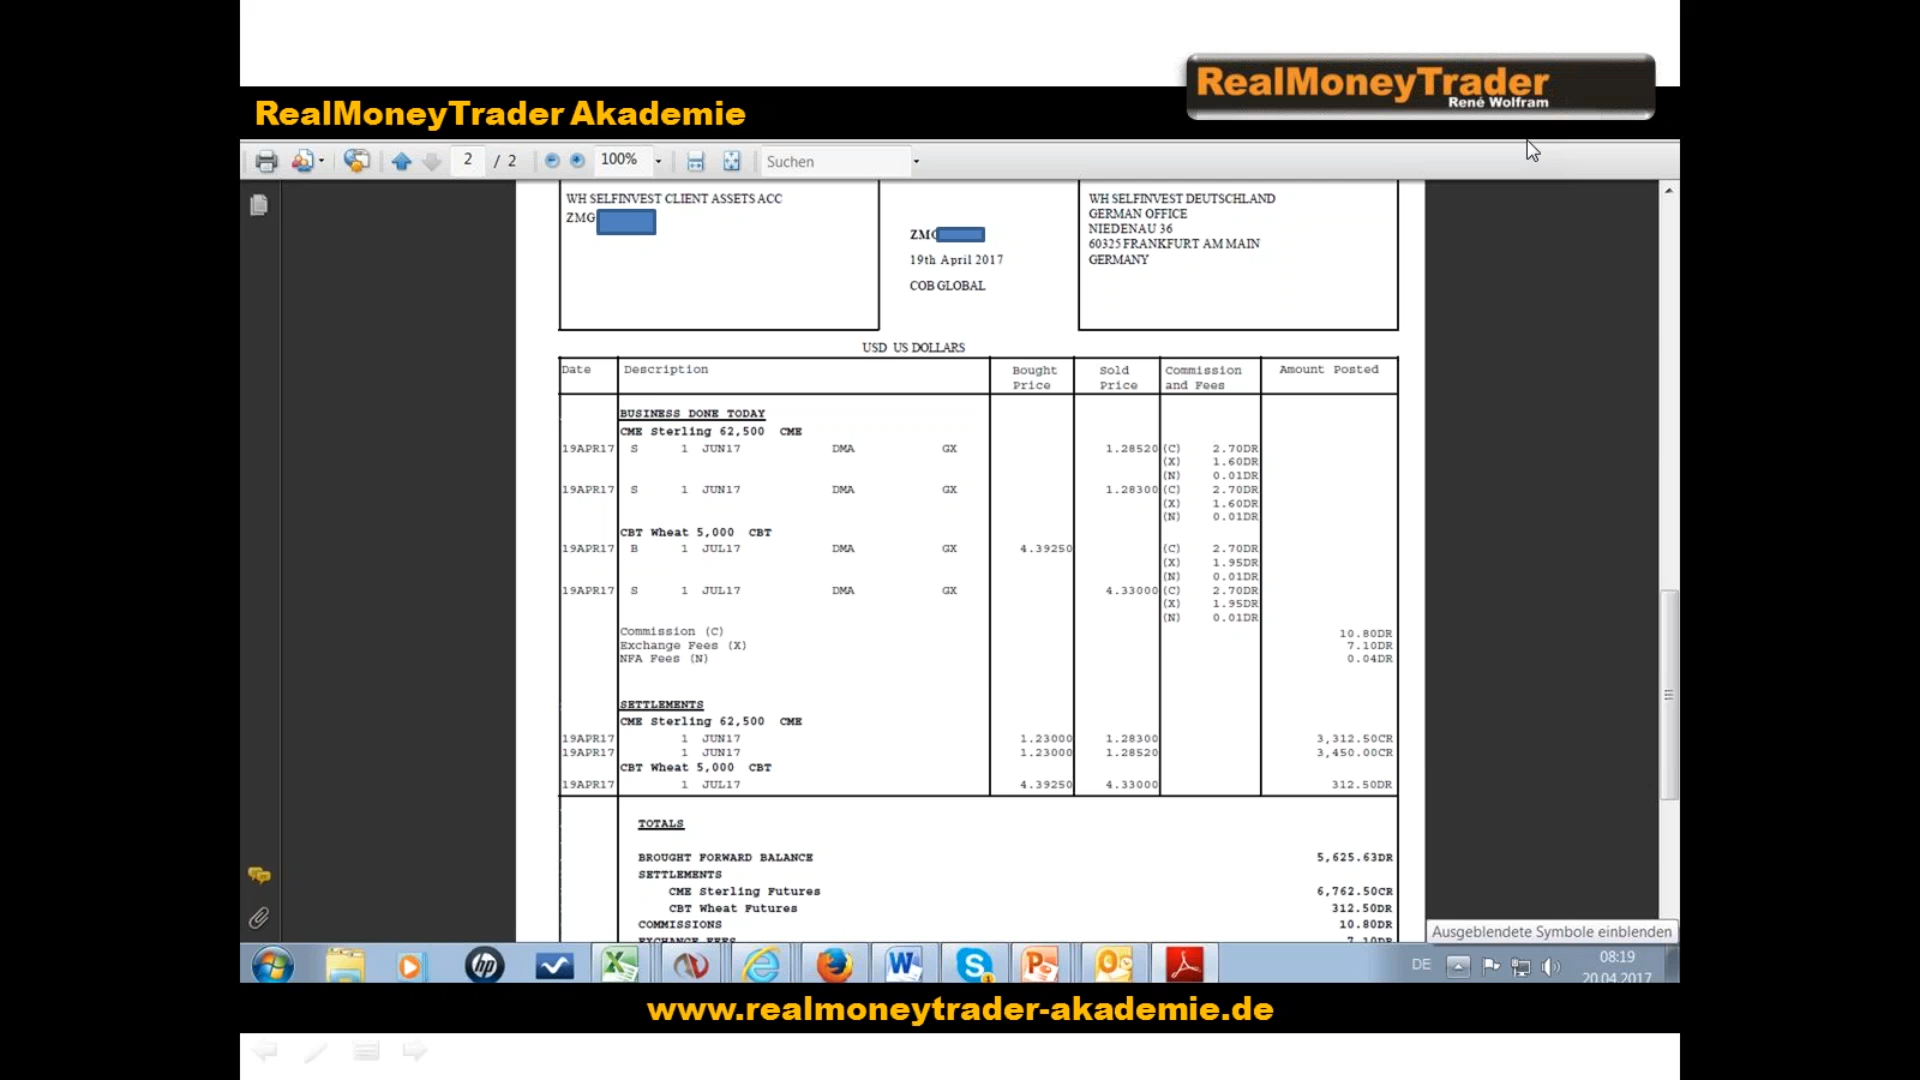 RealMoneyTrader
René Wolfram
RealMoneyTrader Akademie
2 / 2 100% Suchen
WH SELFINVEST CLIENT ASSETS ACC
ZMG
ZMG
19th April 2017
COB GLOBAL
WH SELFINVEST DEUTSCHLAND
GERMAN OFFICE
NIEDENAU 36
60325 FRANKFURT AM MAIN
GERMANY
USD US DOLLARS
Date Description Bought Price Sold Price Commission and Fees Amount Posted
BUSINESS DONE TODAY
CME Sterling 62,500 CME
19APR17 S 1 JUN17 DMA GX 1.28520 (C) 2.70DR
(X) 1.60DR
(N) 0.01DR
19APR17 S 1 JUN17 DMA GX 1.28300 (C) 2.70DR
(X) 1.60DR
(N) 0.01DR
CBT Wheat 5,000 CBT
19APR17 B 1 JUL17 DMA GX 4.39250 (C) 2.70DR
(X) 1.95DR
(N) 0.01DR
19APR17 S 1 JUL17 DMA GX 4.33000 (C) 2.70DR
(X) 1.95DR
(N) 0.01DR
Commission (C) 10.80DR
Exchange Fees (X) 7.10DR
NFA Fees (N) 0.04DR
SETTLEMENTS
CME Sterling 62,500 CME
19APR17 1 JUN17 1.23000 1.28300 3,312.50CR
19APR17 1 JUN17 1.23000 1.28520 3,450.00CR
CBT Wheat 5,000 CBT
19APR17 1 JUL17 4.39250 4.33000 312.50DR
TOTALS
BROUGHT FORWARD BALANCE 5,625.63DR
SETTLEMENTS
CME Sterling Futures 6,762.50CR
CBT Wheat Futures 312.50DR
COMMISSIONS 10.80DR
EXCHANGE FEES 7.10DR
Ausgeblendete Symbole einblenden
DE 08:19
20.04.2017
www.realmoneytrader-akademie.de